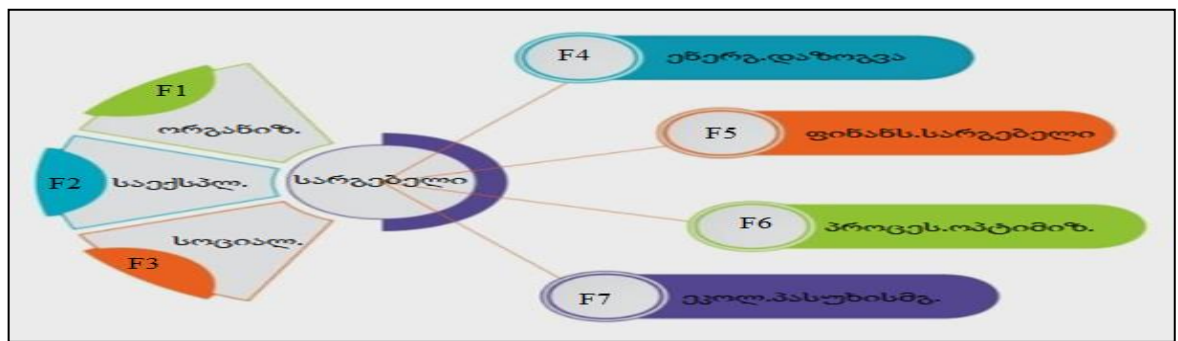 F1
ორგანიზ.
F2 საექსპლ.
სოციალ.
F3
სარგებელი
F4 ენერგ.დაზოგვა
F5 ფინანს.სარგებელი
F6 პროცეს.ოპტიმიზ.
F7 ეკოლ.პასუხისმგ.